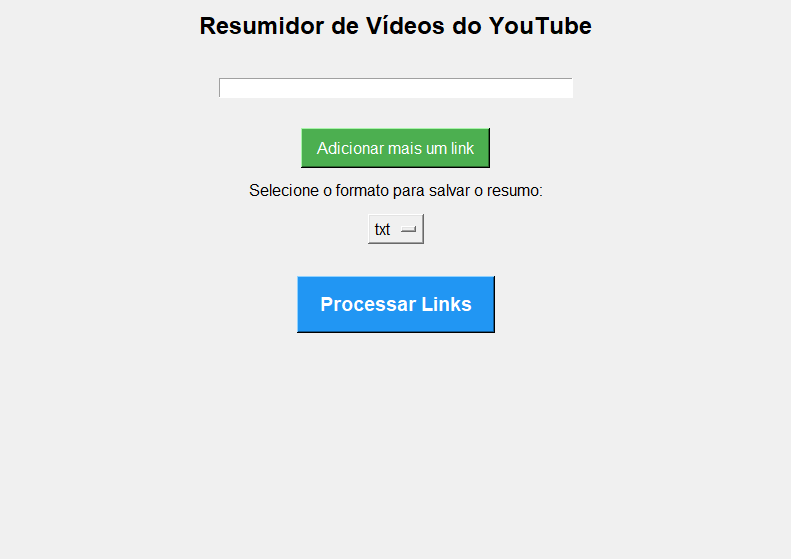 Resumidor de Vídeos do YouTube
Adicionar mais um link
Selecione o formato para salvar o resumo:
txt
Processar Links